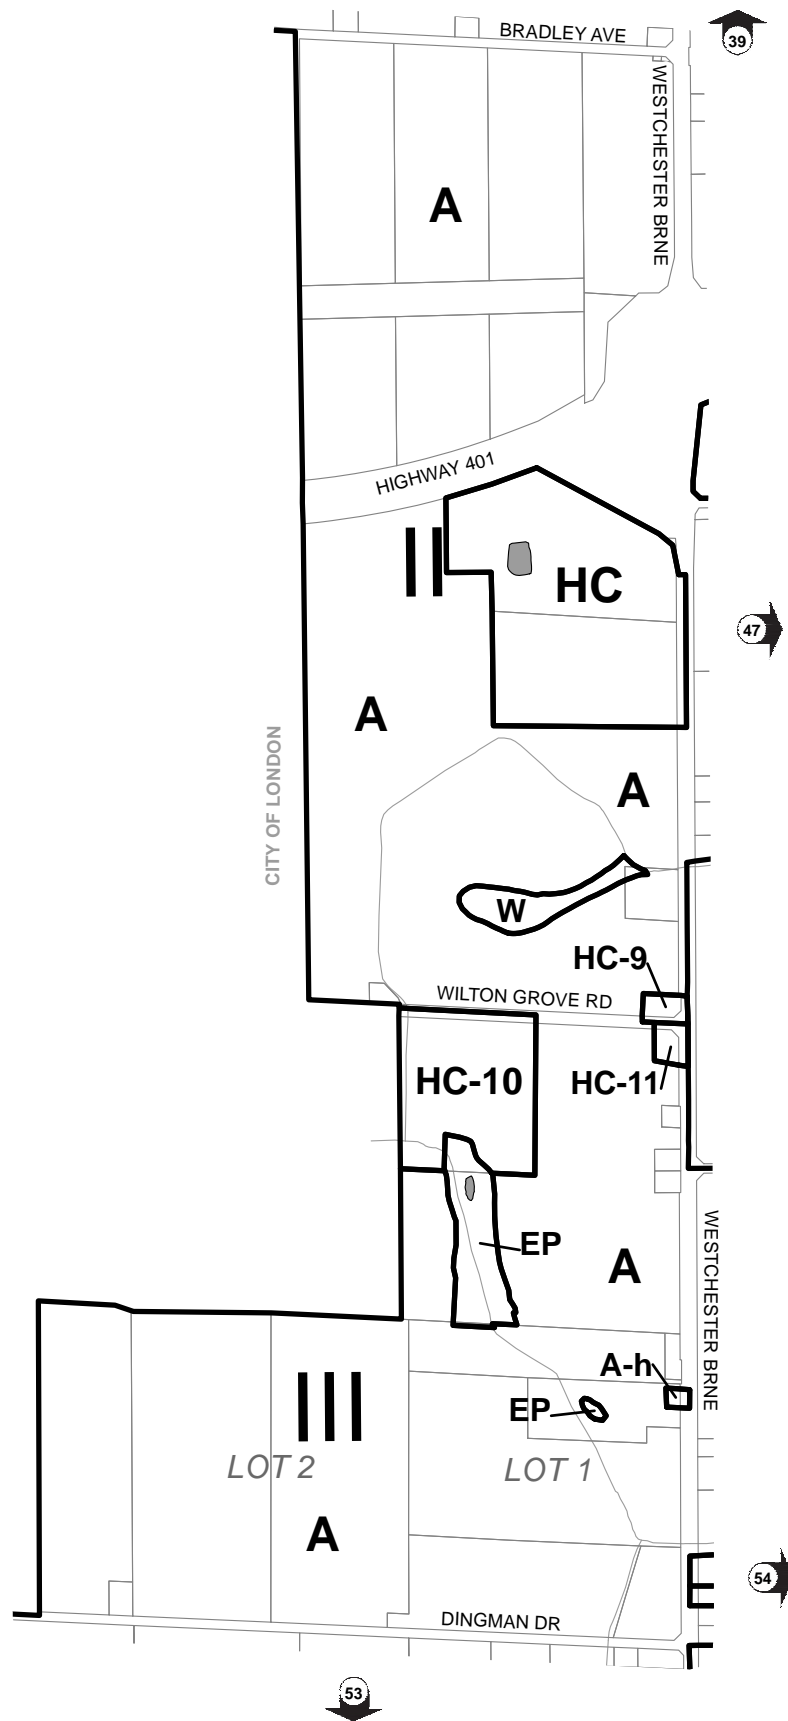 BRADLEY AVE
39
WESTCHESTER BRNE
A
HIGHWAY 401
II
HC
47
A
CITY OF LONDON
A
W
HC-9
WILTON GROVE RD
HC-10
HC-11
EP
A
WESTCHESTER BRNE
A-h
III
EP
LOT 2
LOT 1
A
54
DINGMAN DR
53